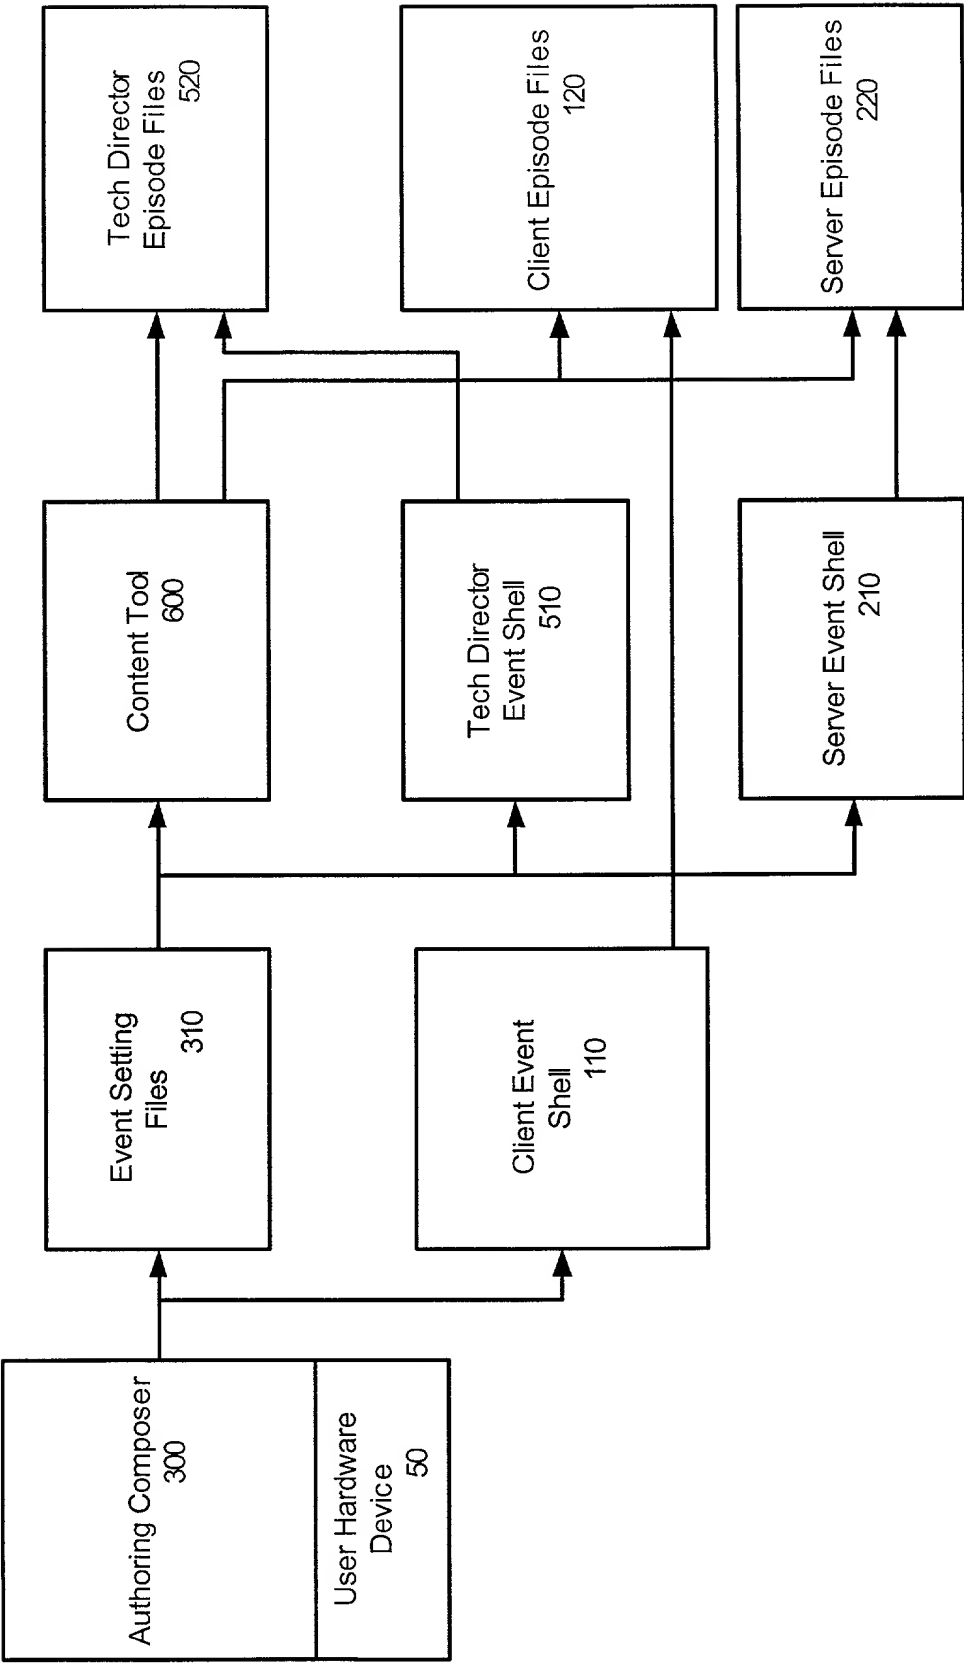 Authoring Composer
300
User Hardware
Device
50
Event Setting
Files
310
Client Event
Shell
110
Content Tool
600
Tech Director
Event Shell
510
Server Event Shell
210
Tech Director
Episode Files
520
Client Episode Files
120
Server Episode Files
220